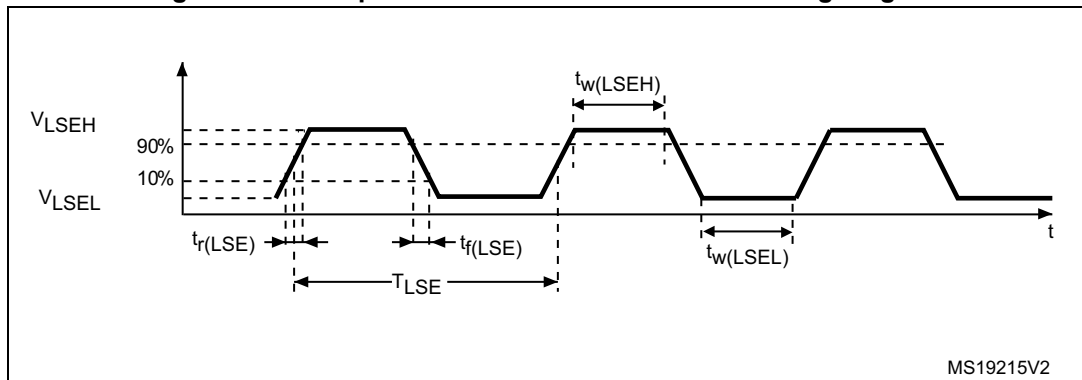 tw(LSEH)
VLSEH
90%
10%
VLSEL
tr(LSE)
tf(LSE)
tw(LSEL)
t
TLSE
MS19215V2